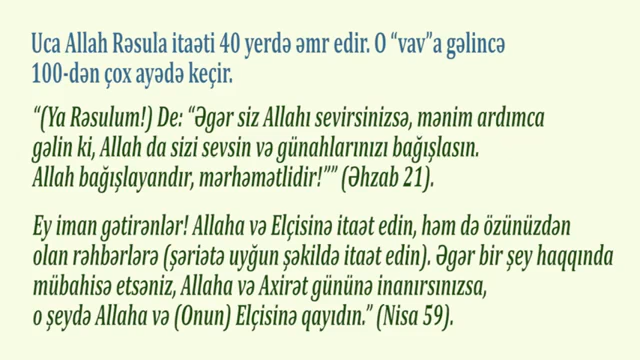 Uca Allah Rəsula itaəti 40 yerdə əmr edir. O “vav”a gəlincə
100-dən çox ayədə keçir.
“(Ya Rəsulum!) De: “Əgər siz Allahı sevirsinizsə, mənim ardımca
gəlin ki, Allah da sizi sevsin və günahlarınızı bağışlasın.
Allah bağışlayandır, mərhəmətlidir!”” (Əhzab 21).
Ey iman gətirənlər! Allaha və Elçisinə itaət edin, həm də özünüzdən
olan rəhbərlərə (şəriətə uyğun şəkildə itaət edin). Əgər bir şey haqqında
mübahisə etsəniz, Allaha və Axirət gününə inanırsınızsa,
o şeydə Allaha və (Onun) Elçisinə qayıdın.” (Nisa 59).